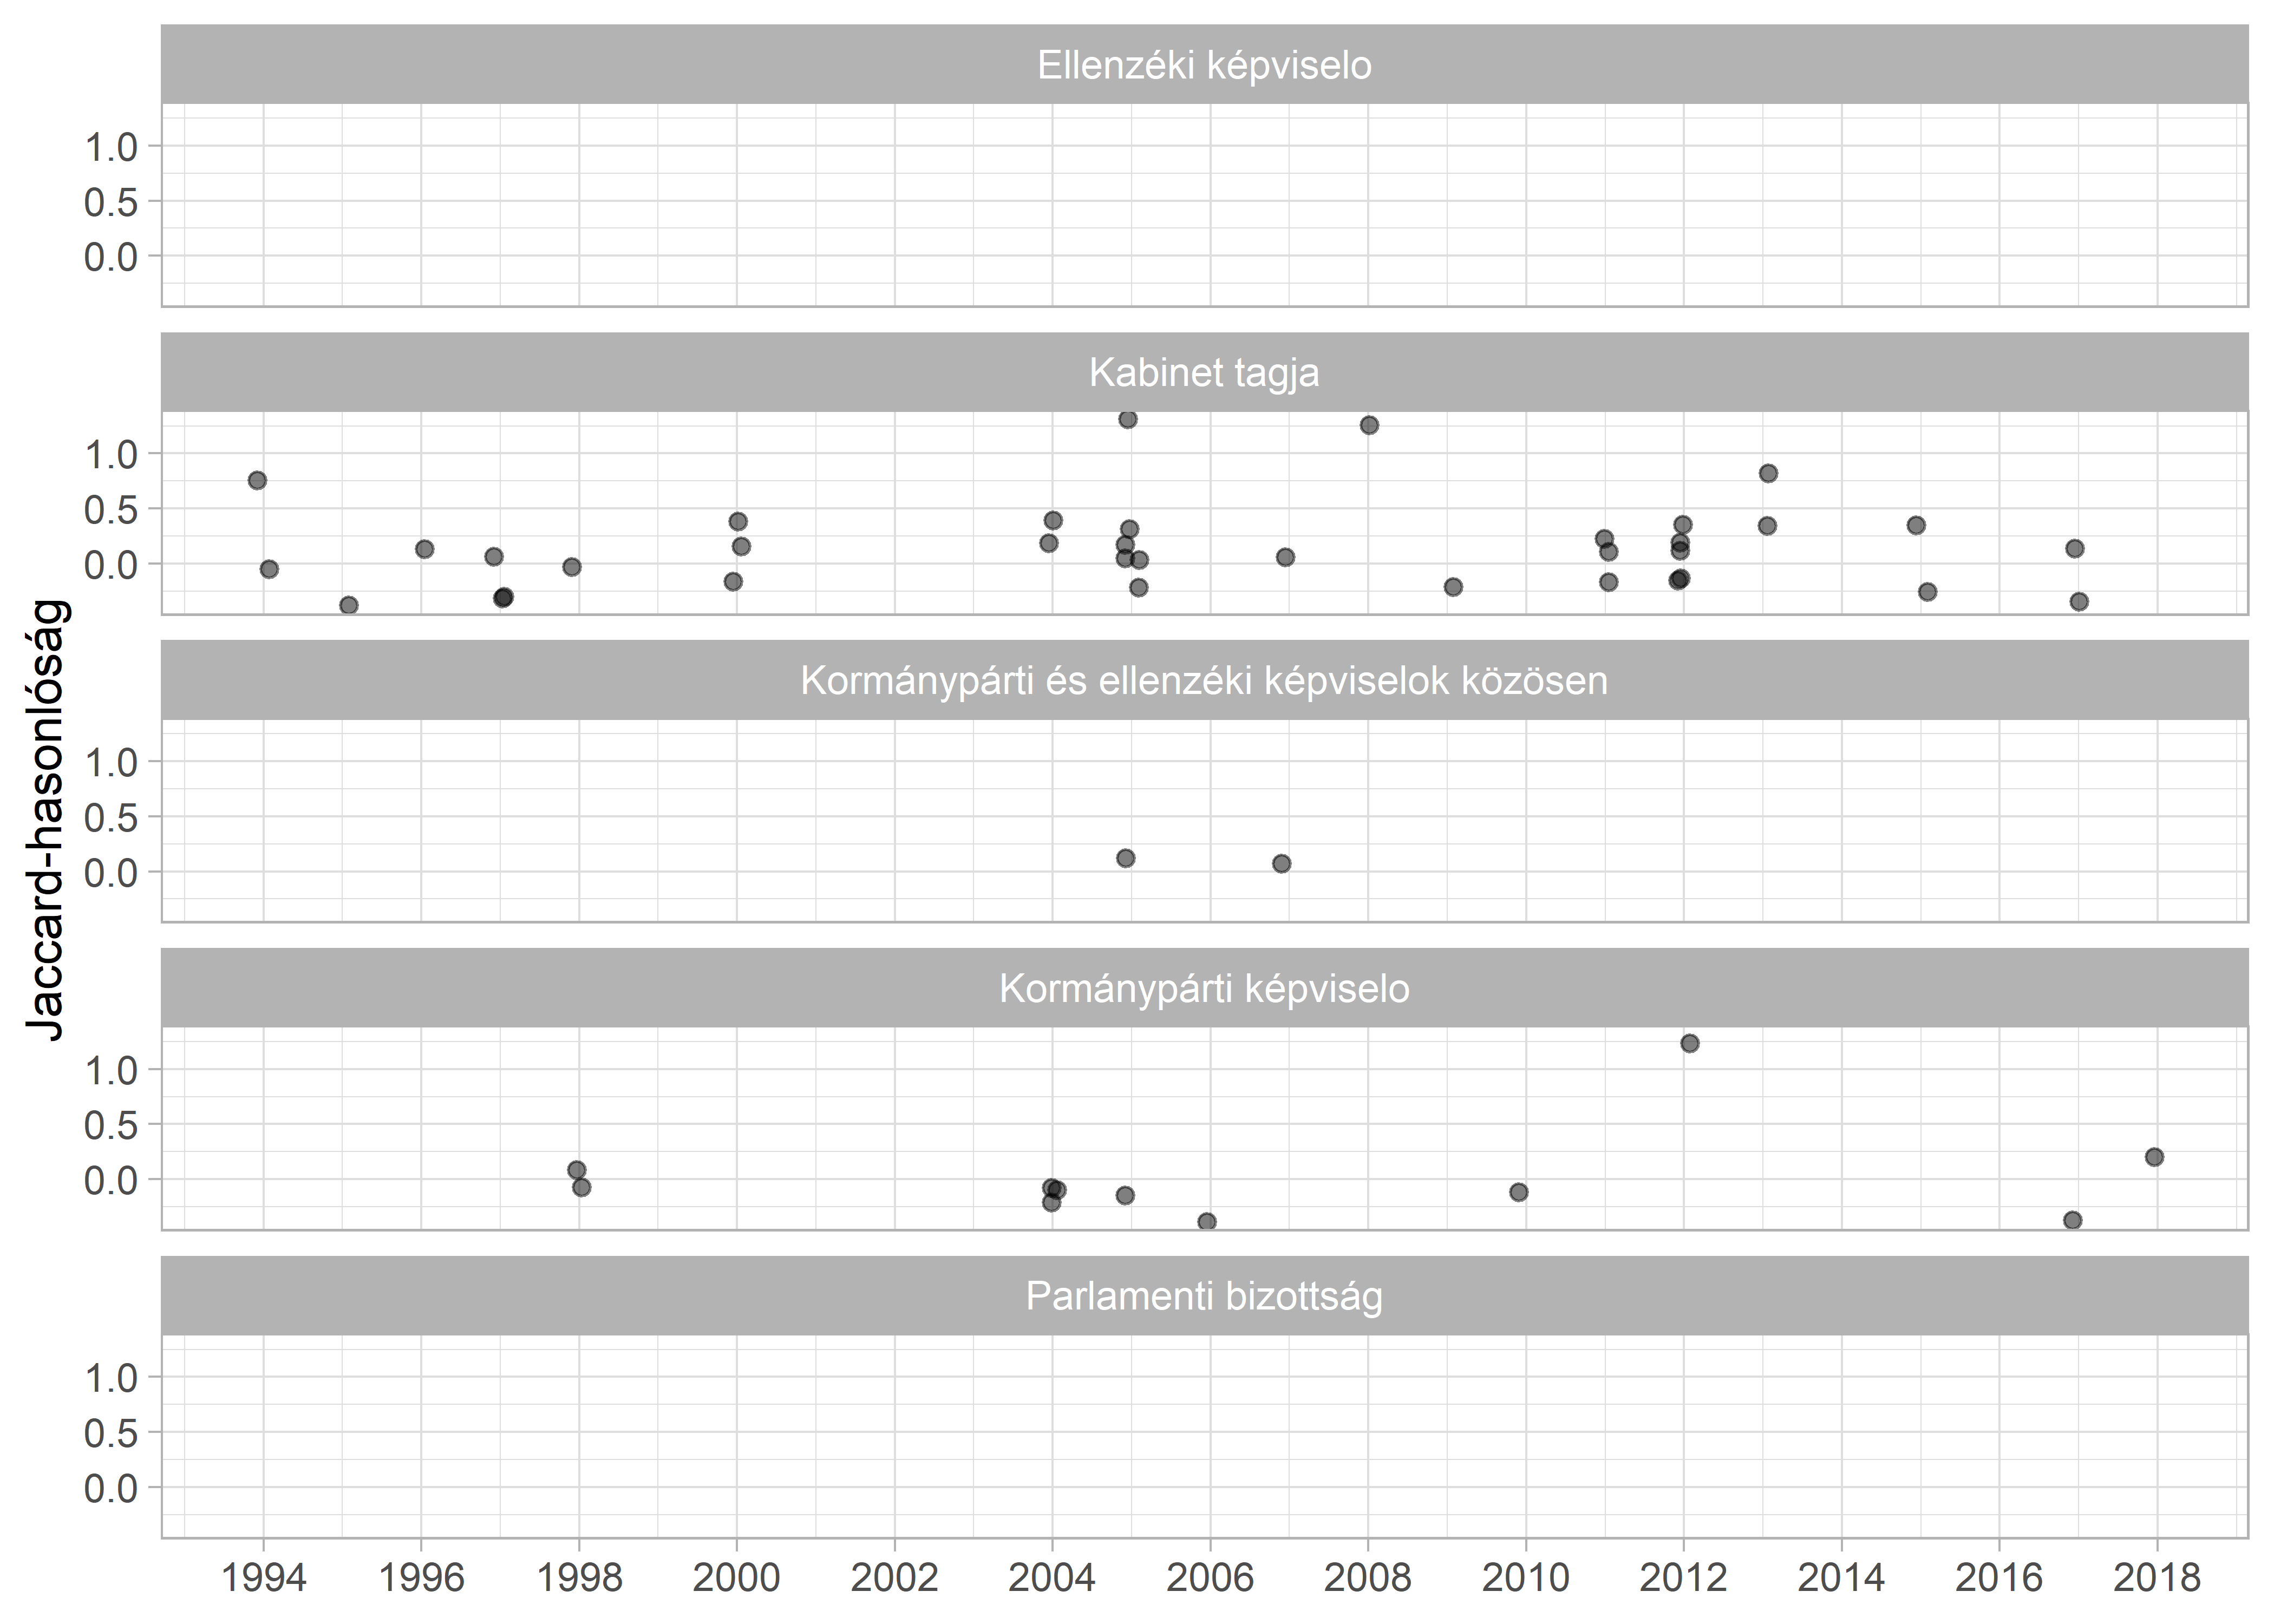 Ellenzéki képviselo
1.0
0.5
0.0
Kabinet tagja
1.0
0.5
0.0
Kormánypárti és ellenzéki képviselok közösen
1.0
0.5
0.0
Kormánypárti képviselo
1.0
0.5
0.0
Parlamenti bizottság
1.0
0.5
0.0
Jaccard-hasonlóság
1994 1996 1998 2000 2002 2004 2006 2008 2010 2012 2014 2016 2018